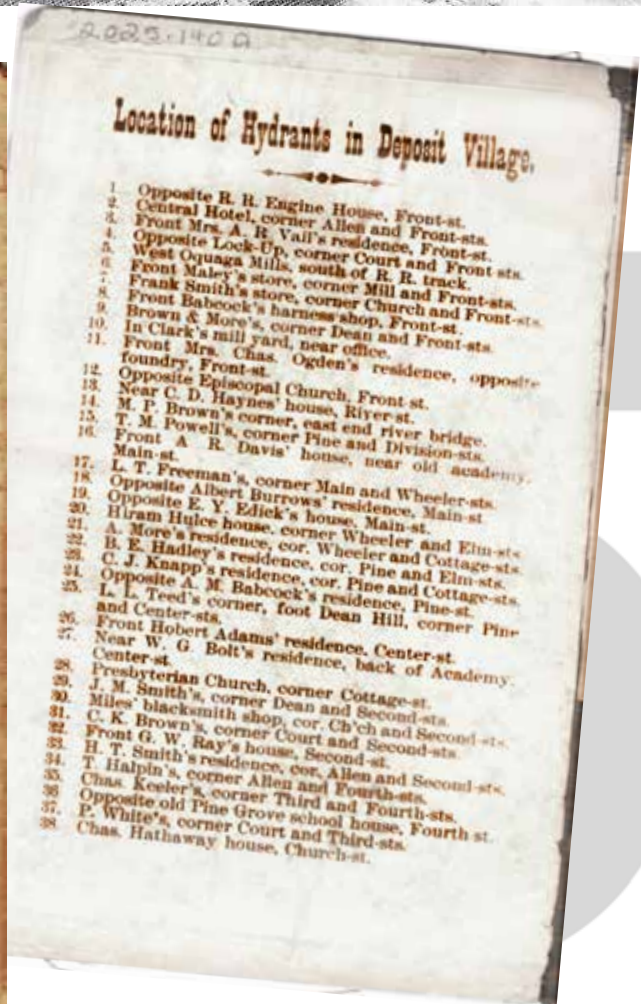 Location of Hydrants in Deposit Village.
1. Opposite R. R. Engine House, Front-st.
2. Central Hotel, corner Allen and Front-sts.
3. Front Mrs. A. R. Vail's residence, Front-st.
4. Opposite Lock-Up, corner Court and Front sts.
5. West Oquaga Mills, south of R. R. track.
6. Front Maley's store, corner Mill and Front-sts.
7. Frank Smith's store, corner Church and Front-sts.
8. Front Babcock's harness shop, Front-st.
9. Brown & More's, corner Dean and Front-sts.
10. In Clark's mill yard, near office.
11. Front Mrs. Chas. Ogden's residence, opposite
foundry, Front-st.
12. Opposite Episcopal Church, Front st.
13. Near C. D. Haynes' house, River-st.
14. M. P. Brown's corner, east end river bridge.
15. T. M. Powell's, corner Pine and Division-sts.
16. Front A R. Davis' house, near old academy,
Main-st.
17. L. T. Freeman's, corner Main and Wheeler-sts.
18. Opposite Albert Burrows' residence, Main-st
19. Opposite E. Y. Edick's house, Main-st.
20. Hiram Hulce house, corner Wheeler and Elm-sts
21. A. More's residence, cor. Wheeler and Cottage-sts.
22. B. E. Hadley's residence, cor. Pine and Elm-sts.
23. C. J. Knapp's residence, cor. Pine and Cottage-sts.
24. Opposite A. M. Babcock's residence, Pine-st.
25. L. L. Teed's corner, foot Dean Hill, corner Pine
and Center-sts.
26. Front Hobert Adams' residence, Center-st.
27. Near W. G. Bolt's residence, back of Academy,
Center-st.
28. Presbyterian Church, corner Cottage-st.
29. J. M. Smith's, corner Dean and Second-sts.
30. Miles' blacksmith shop, cor. Ch'ch and Second-sts.
31. C. K. Brown's, corner Court and Second-sts.
32. Front G. W. Ray's house, Second-st.
33. H. T. Smith's residence, cor. Allen and Second-sts.
34. T. Halpin's, corner Allen and Fourth-sts.
35. Chas. Keeler's, corner Third and Fourth-sts.
36 Opposite old Pine Grove school house, Fourth st.
37. P. White's, corner Court and Third-sts.
38. Chas. Hathaway house, Church-st.